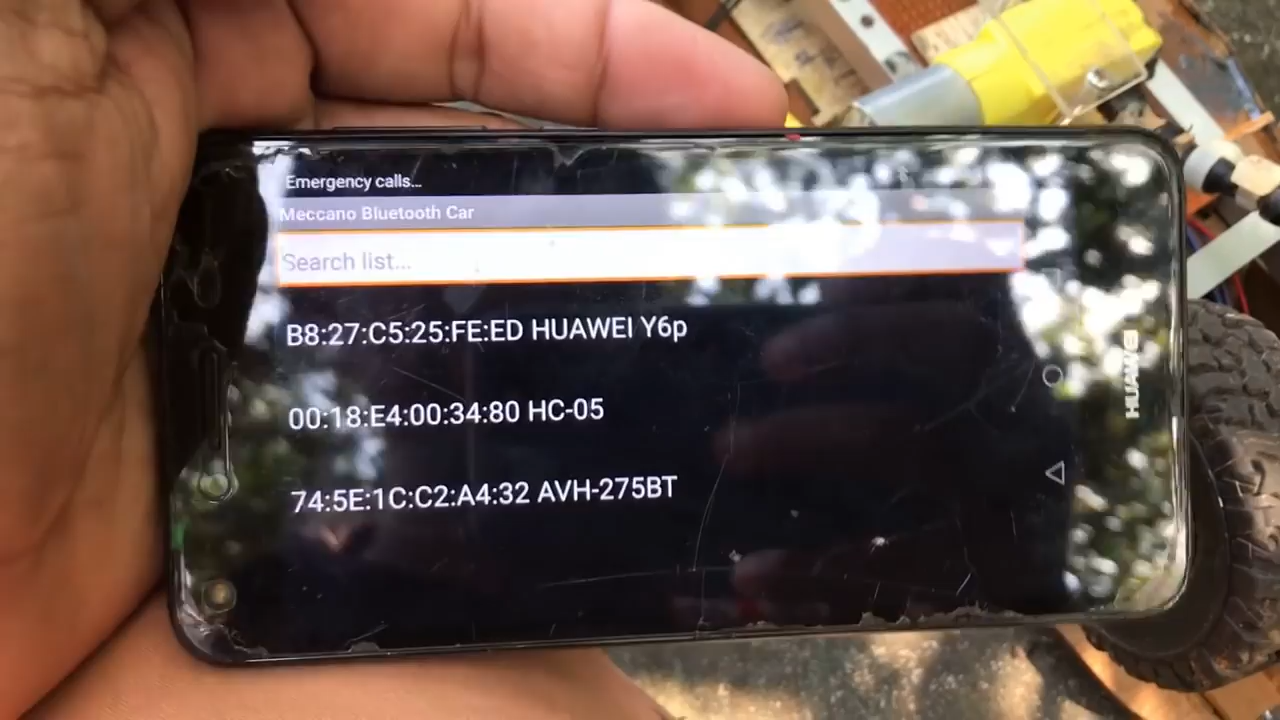 Emergency calls...
Meccano Bluetooth Car
Search list...
B8:27:C5:25:FE:ED HUAWEI Y6p
00:18:E4:00:34:80 HC-05
74:5E:1C:C2:A4:32 AVH-275BT
HUAWEI